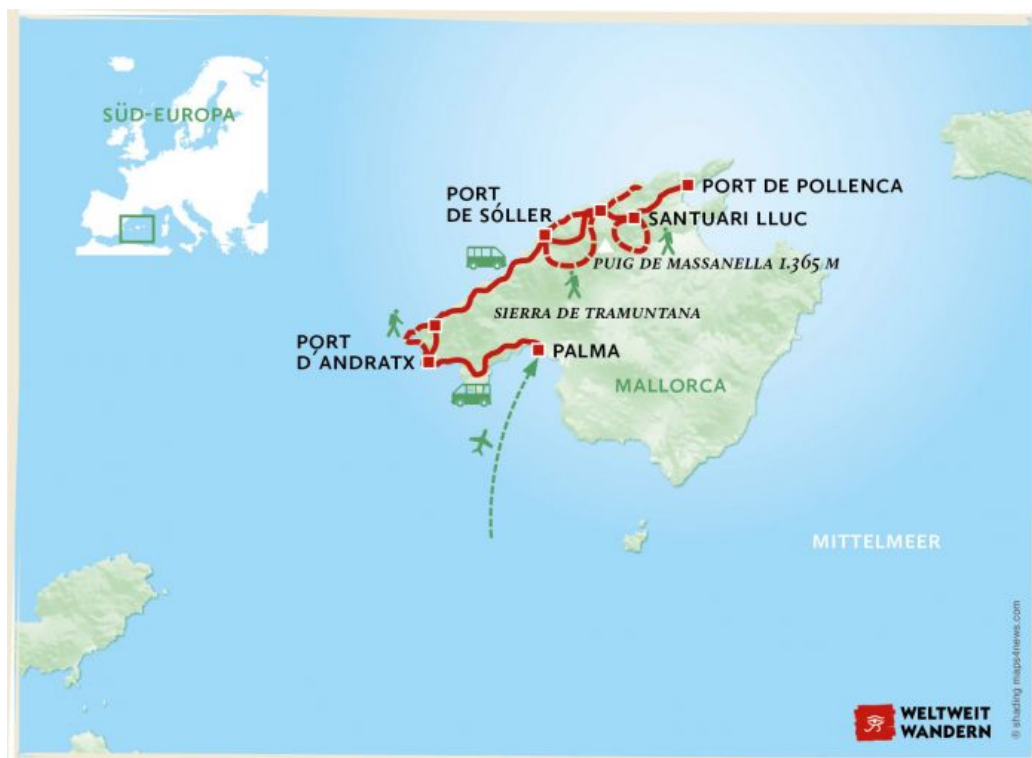 SÜD-EUROPA
PORT
DE SÓLLER
PORT DE POLLENCA
SANTUARI LLUC
PUIG DE MASSANELLA 1.365 M
SIERRA DE TRAMUNTANA
PORT
D´ANDRATX
PALMA
MALLORCA
MITTELMEER
WELTWEIT
WANDERN
© shading maps4news.com